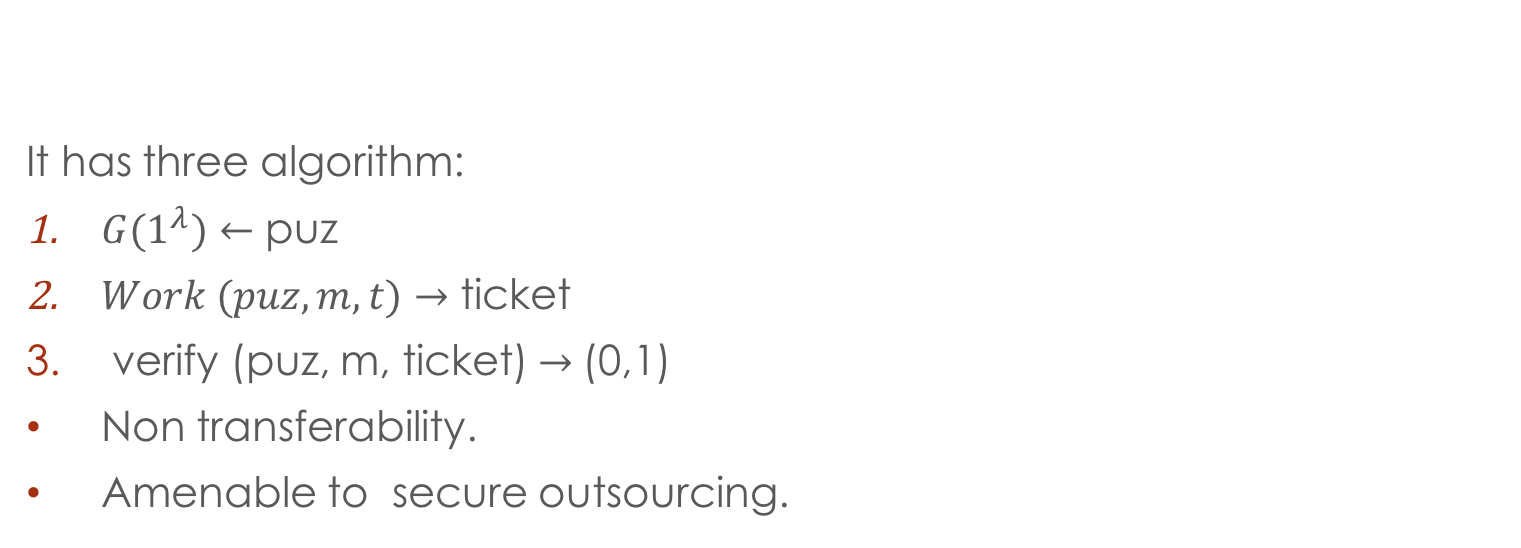 It has three algorithm:
1. G(1^λ) ← puz
2. Work (puz, m, t) → ticket
3. verify (puz, m, ticket) → (0,1)
• Non transferability.
• Amenable to secure outsourcing.